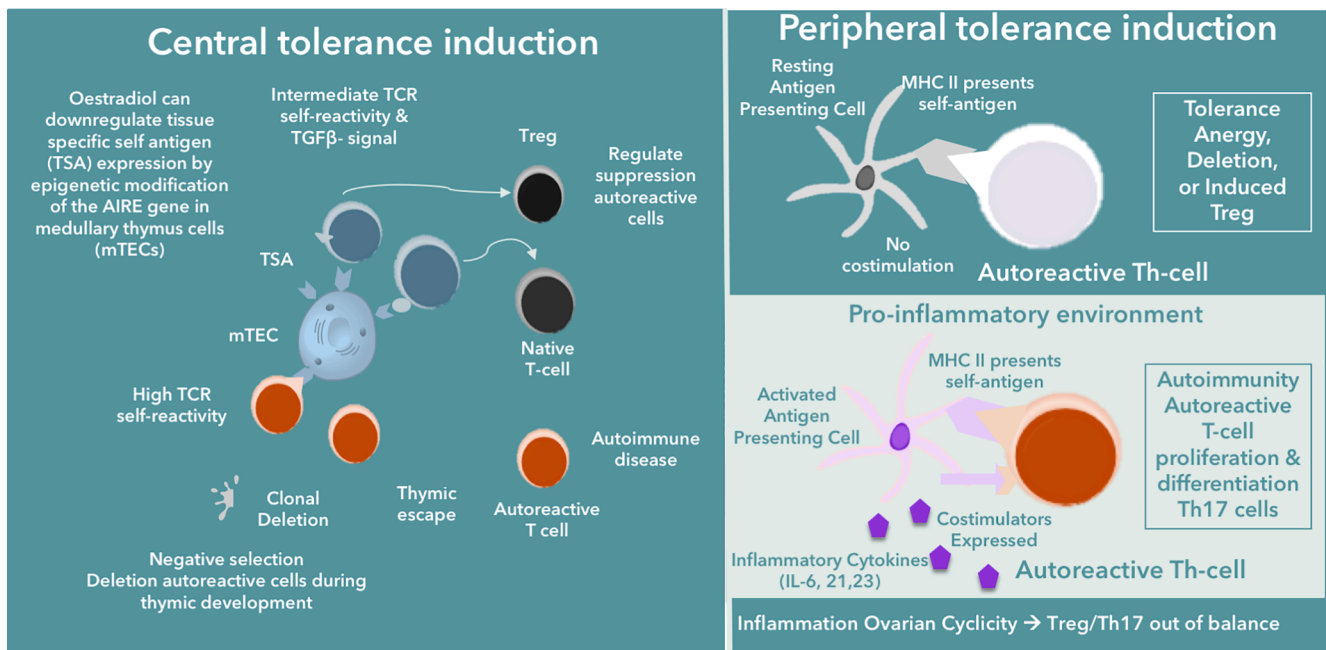 Central tolerance induction
Oestradiol can
downregulate tissue
specific self antigen
(TSA) expression by
epigenetic modification
of the AIRE gene in
medullary thymus cells
(mTECs)
Intermediate TCR
self-reactivity &
TGFβ- signal
Treg
Regulate
suppression
autoreactive
cells
TSA
mTEC
Native
T-cell
High TCR
self-reactivity
Autoimmune
disease
Clonal
Deletion
Thymic
escape
Autoreactive
T cell
Negative selection
Deletion autoreactive cells during
thymic development
Peripheral tolerance induction
Resting
Antigen
Presenting Cell
MHC II presents
self-antigen
Tolerance
Anergy,
Deletion,
or Induced
Treg
No
costimulation
Autoreactive Th-cell
Pro-inflammatory environment
MHC II presents
self-antigen
Activated
Antigen
Presenting Cell
Autoimmunity
Autoreactive
T-cell
proliferation &
differentiation
Th17 cells
Costimulators
Expressed
Inflammatory Cytokines
(IL-6, 21,23)
Autoreactive Th-cell
Inflammation Ovarian Cyclicity → Treg/Th17 out of balance